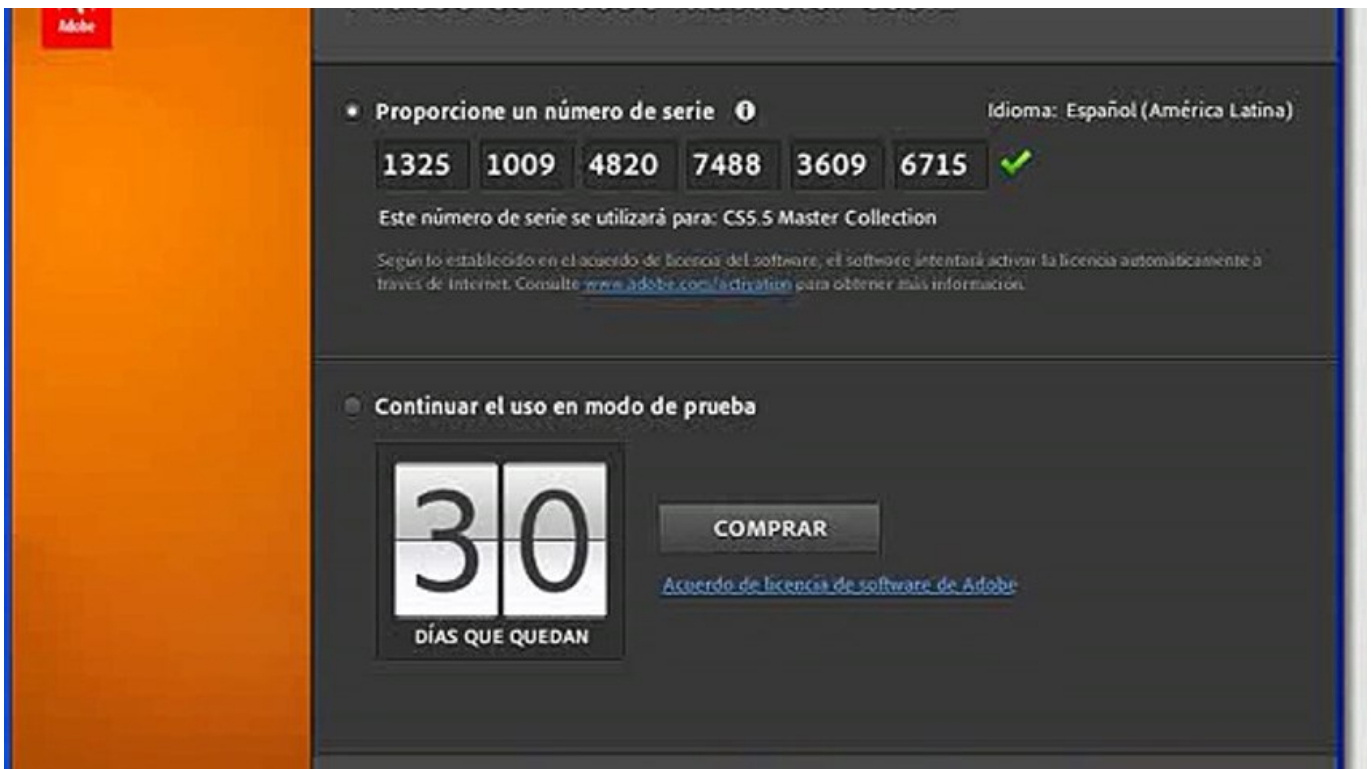 Adobe
Proporcione un número de serie
Idioma: Español (América Latina)
1325 1009 4820 7488 3609 6715
Este número de serie se utilizará para: CS5.5 Master Collection
Según lo establecido en el acuerdo de licencia del software, el software intentará activar la licencia automáticamente a
través de Internet. Consulte www.adobe.com/activation para obtener más información.
Continuar el uso en modo de prueba
30
DÍAS QUE QUEDAN
COMPRAR
Acuerdo de licencia de software de Adobe